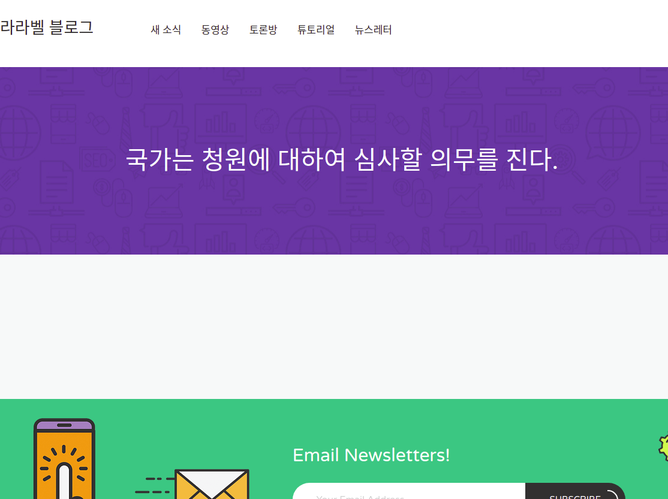 라라벨 블로그
새 소식 동영상 토론방 튜토리얼 뉴스레터
국가는 청원에 대하여 심사할 의무를 진다.
Email Newsletters!
Your Email Address SUBSCRIBE